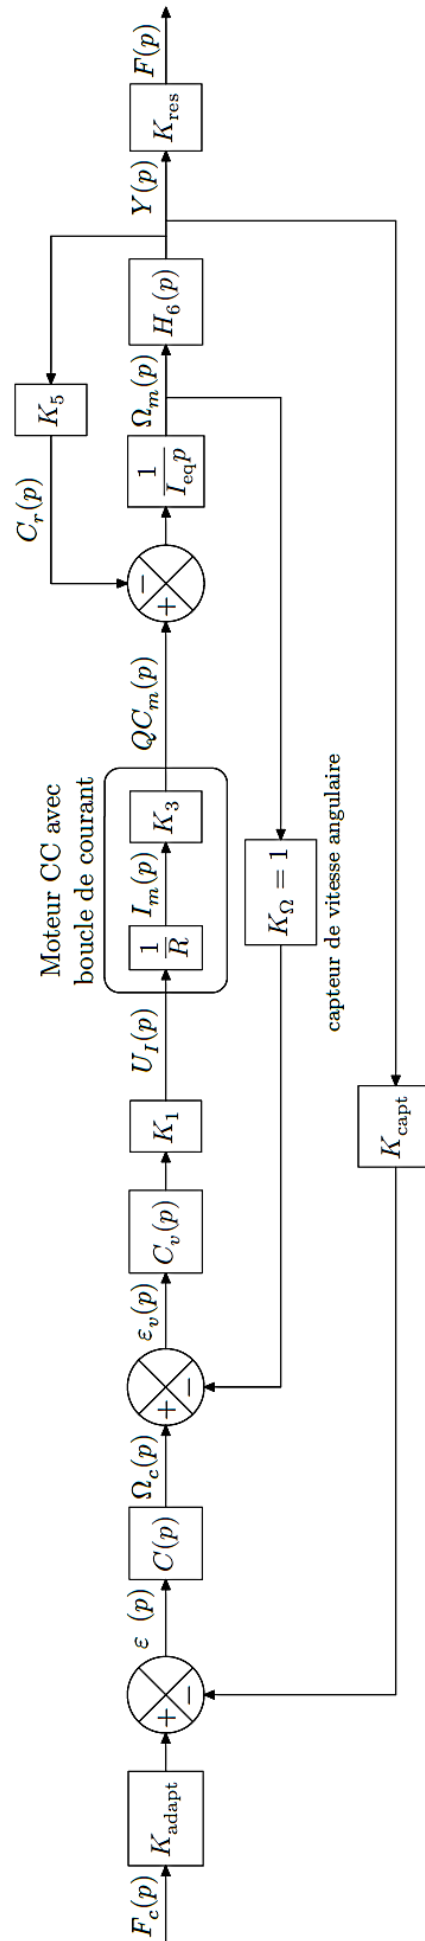 F_c(p)
K_adapt
+
−
ε (p)
C(p)
Ω_c(p)
+
−
ε_v(p)
C_v(p)
K_1
U_I(p)
Moteur CC avec
boucle de courant
1/R
I_m(p)
K_3
QC_m(p)
+
−
C_r(p)
K_5
1/(I_eq p)
Ω_m(p)
H_6(p)
Y(p)
K_res
F(p)
K_Ω = 1
capteur de vitesse angulaire
K_capt